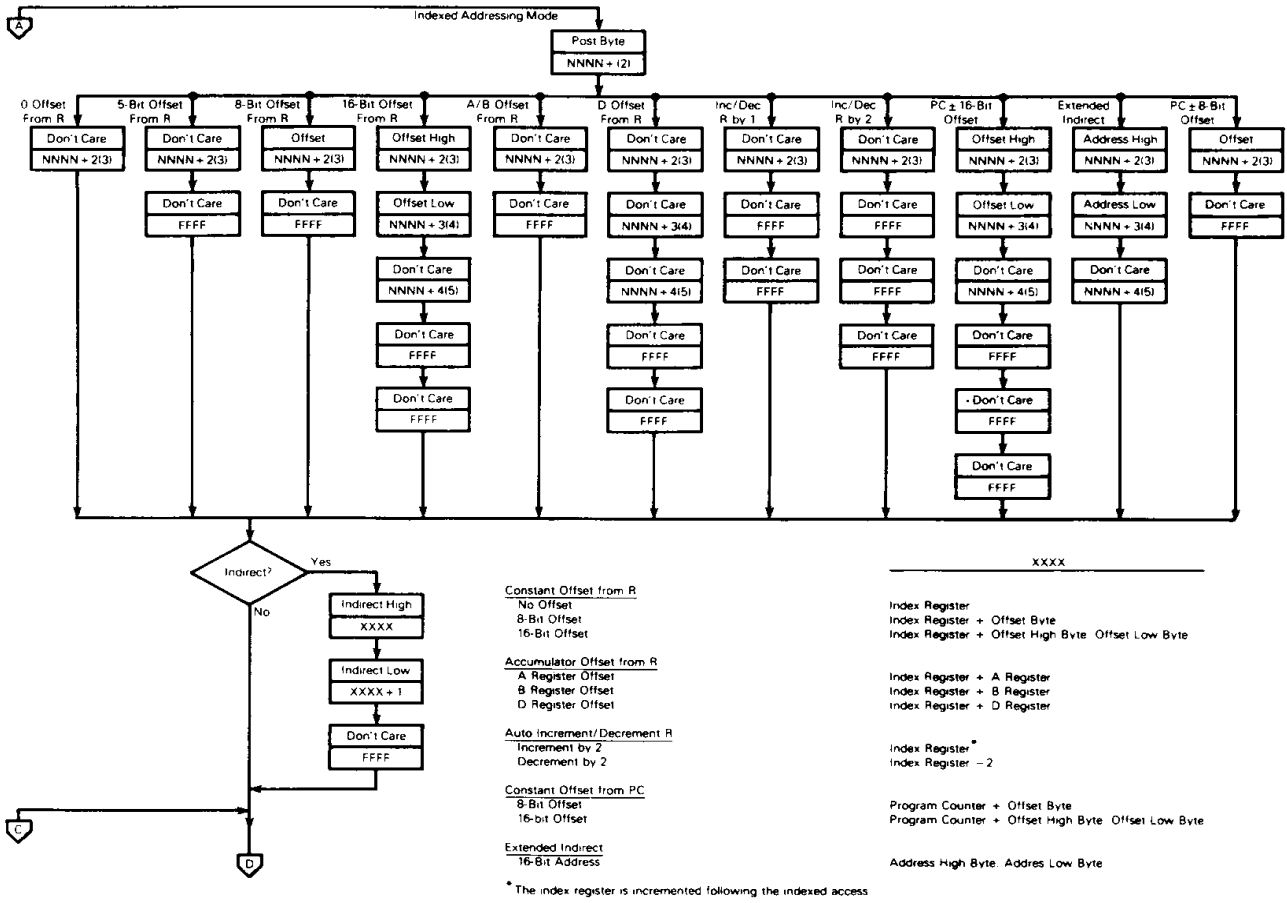 A
Indexed Addressing Mode
Post Byte
NNNN + (2)
0 Offset From R
5-Bit Offset From R
8-Bit Offset From R
16-Bit Offset From R
A/B Offset From R
D Offset From R
Inc/Dec R by 1
Inc/Dec R by 2
PC ± 16-Bit Offset
Extended Indirect
PC ± 8-Bit Offset
Don't Care
NNNN + 2(3)
Don't Care
NNNN + 2(3)
Don't Care
FFFF
Offset
NNNN + 2(3)
Don't Care
FFFF
Offset High
NNNN + 2(3)
Offset Low
NNNN + 3(4)
Don't Care
NNNN + 4(5)
Don't Care
FFFF
Don't Care
FFFF
Don't Care
NNNN + 2(3)
Don't Care
FFFF
Don't Care
NNNN + 2(3)
Don't Care
NNNN + 3(4)
Don't Care
NNNN + 4(5)
Don't Care
FFFF
Don't Care
FFFF
Don't Care
NNNN + 2(3)
Don't Care
FFFF
Don't Care
FFFF
Don't Care
NNNN + 2(3)
Don't Care
FFFF
Don't Care
FFFF
Don't Care
FFFF
Offset High
NNNN + 2(3)
Offset Low
NNNN + 3(4)
Don't Care
NNNN + 4(5)
Don't Care
FFFF
Don't Care
FFFF
Don't Care
FFFF
Address High
NNNN + 2(3)
Address Low
NNNN + 3(4)
Don't Care
NNNN + 4(5)
Offset
NNNN + 2(3)
Don't Care
FFFF
Indirect?
Yes
No
Indirect High
XXXX
Indirect Low
XXXX + 1
Don't Care
FFFF
C
D
XXXX
Constant Offset from R
No Offset Index Register
8-Bit Offset Index Register + Offset Byte
16-Bit Offset Index Register + Offset High Byte Offset Low Byte
Accumulator Offset from R
A Register Offset Index Register + A Register
B Register Offset Index Register + B Register
D Register Offset Index Register + D Register
Auto Increment/Decrement R
Increment by 2 Index Register*
Decrement by 2 Index Register - 2
Constant Offset from PC
8-Bit Offset Program Counter + Offset Byte
16-bit Offset Program Counter + Offset High Byte Offset Low Byte
Extended Indirect
16-Bit Address Address High Byte. Addres Low Byte
* The index register is incremented following the indexed access